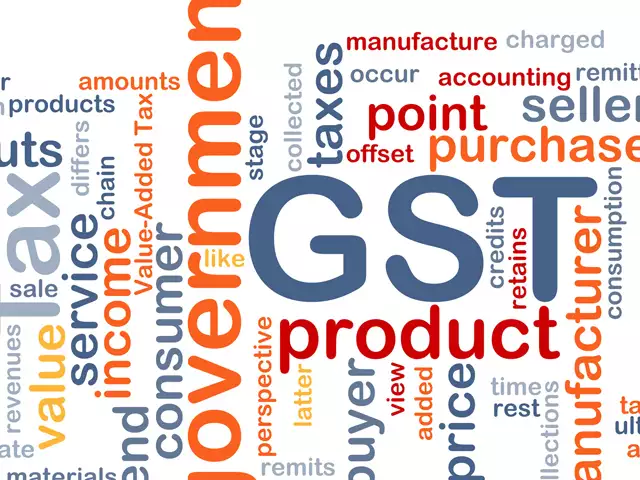 manufacture
charged
amounts
occur
accounting
remitt
r
products
point
seller
uts
differs
chain
Value-Added Tax
governmen
stage
collected
taxes
offset
purchase
GST
Tax
sale
service
income
consumer
like
credits
retains
manufacturer
consumption
product
revenues
value
perspective
latter
buyer
view
added
price
time
rest
llections
ta
ult
a
ate
end
materials
remits